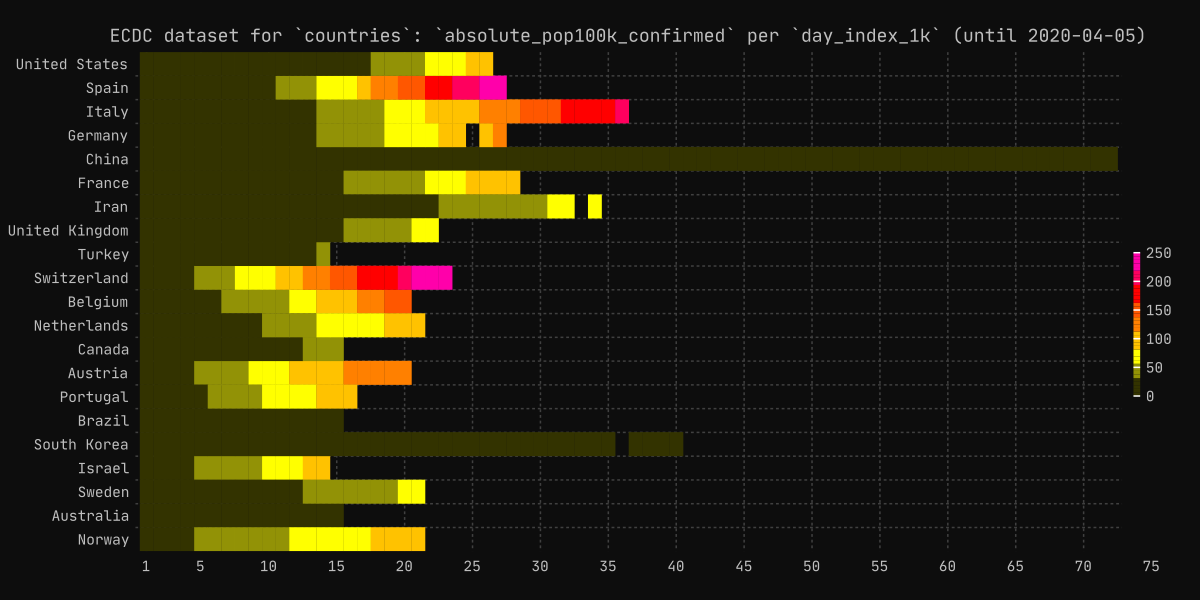 ECDC dataset for `countries`: `absolute_pop100k_confirmed` per `day_index_1k` (until 2020-04-05)
United States
Spain
Italy
Germany
China
France
Iran
United Kingdom
Turkey
Switzerland
Belgium
Netherlands
Canada
Austria
Portugal
Brazil
South Korea
Israel
Sweden
Australia
Norway
250
200
150
100
50
0
1 5 10 15 20 25 30 35 40 45 50 55 60 65 70 75